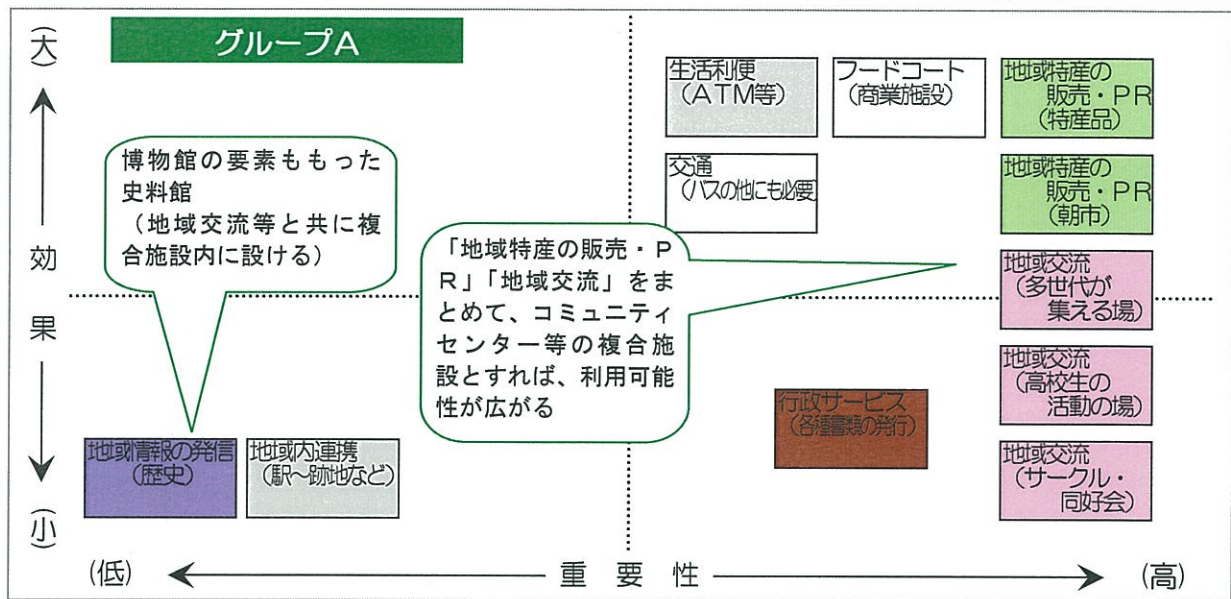 (大)
グループA
効果
(小)
博物館の要素ももった
史料館
(地域交流等と共に複
合施設内に設ける)
「地域特産の販売・P
R」「地域交流」をま
とめて、コミュニティ
センター等の複合施
設とすれば、利用可能
性が広がる
生活利便
(ATM等)
フードコート
(商業施設)
地域特産の
販売・PR
(特産品)
交通
(バスの他にも必要)
地域特産の
販売・PR
(朝市)
地域交流
(多世代が
集える場)
地域交流
(高校生の
活動の場)
行政サービス
(各種書類の発行)
地域交流
(サークル・
同好会)
地域情報の発信
(歴史)
地域内連携
(駅~跡地など)
(低)
重要性
(高)